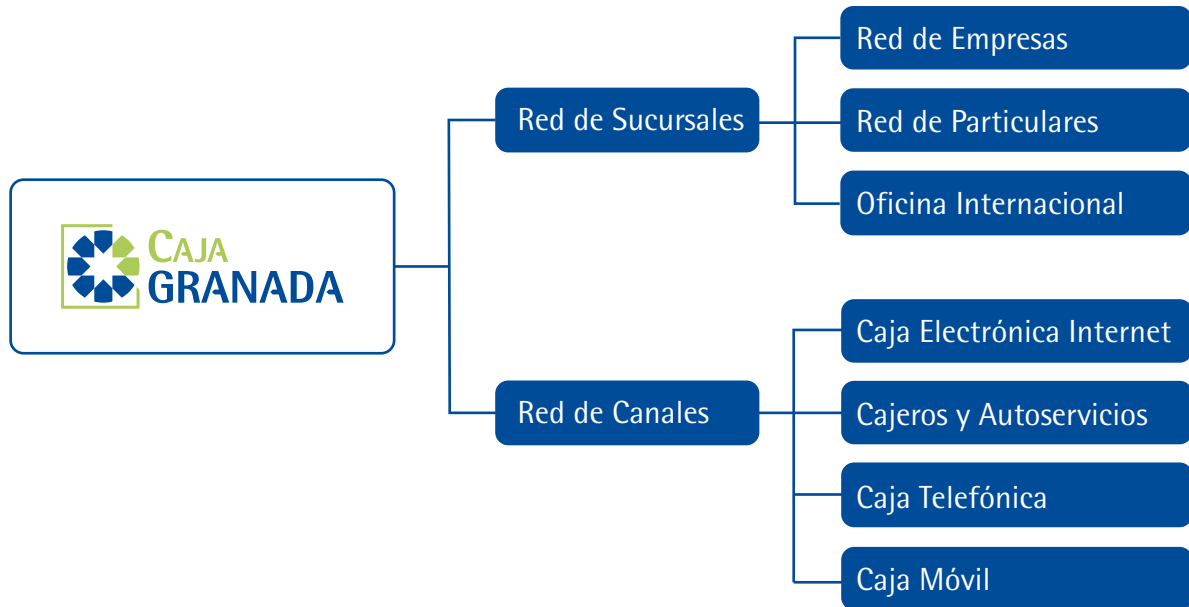 CAJA
GRANADA
Red de Sucursales
Red de Empresas
Red de Particulares
Oficina Internacional
Red de Canales
Caja Electrónica Internet
Cajeros y Autoservicios
Caja Telefónica
Caja Móvil